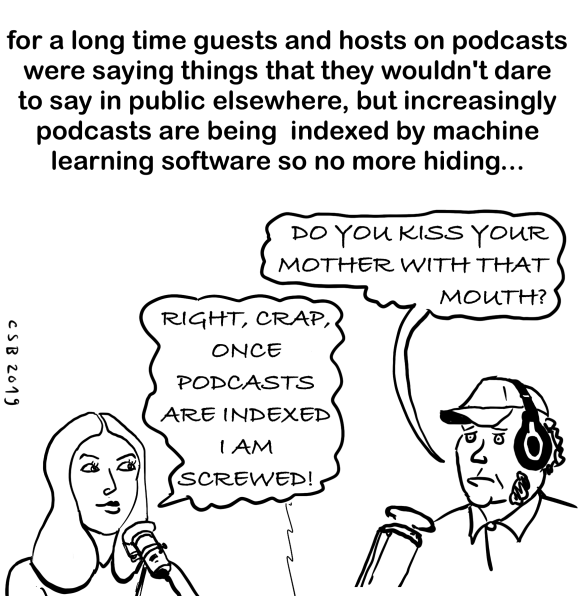 for a long time guests and hosts on podcasts
were saying things that they wouldn't dare
to say in public elsewhere, but increasingly
podcasts are being indexed by machine
learning software so no more hiding...
DO YOU KISS YOUR
MOTHER WITH THAT
MOUTH?
RIGHT, CRAP,
ONCE
PODCASTS
ARE INDEXED
I AM
SCREWED!
CSB 2019